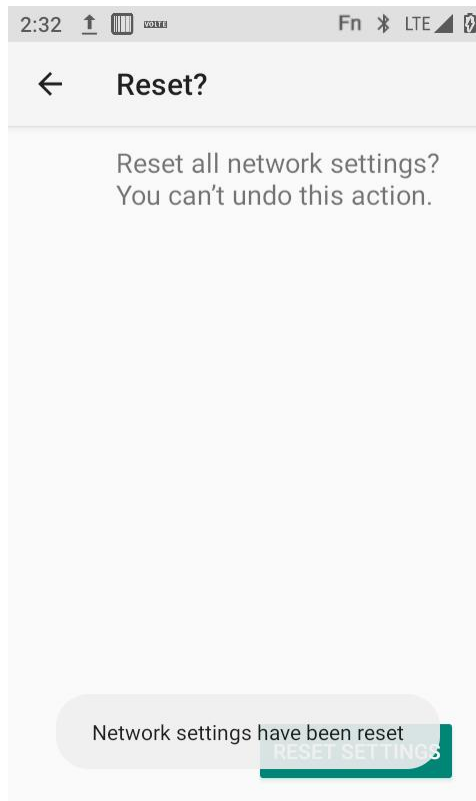 2:32 VOLTE Fn LTE
Reset?
Reset all network settings?
You can't undo this action.
Network settings have been reset
RESET SETTINGS